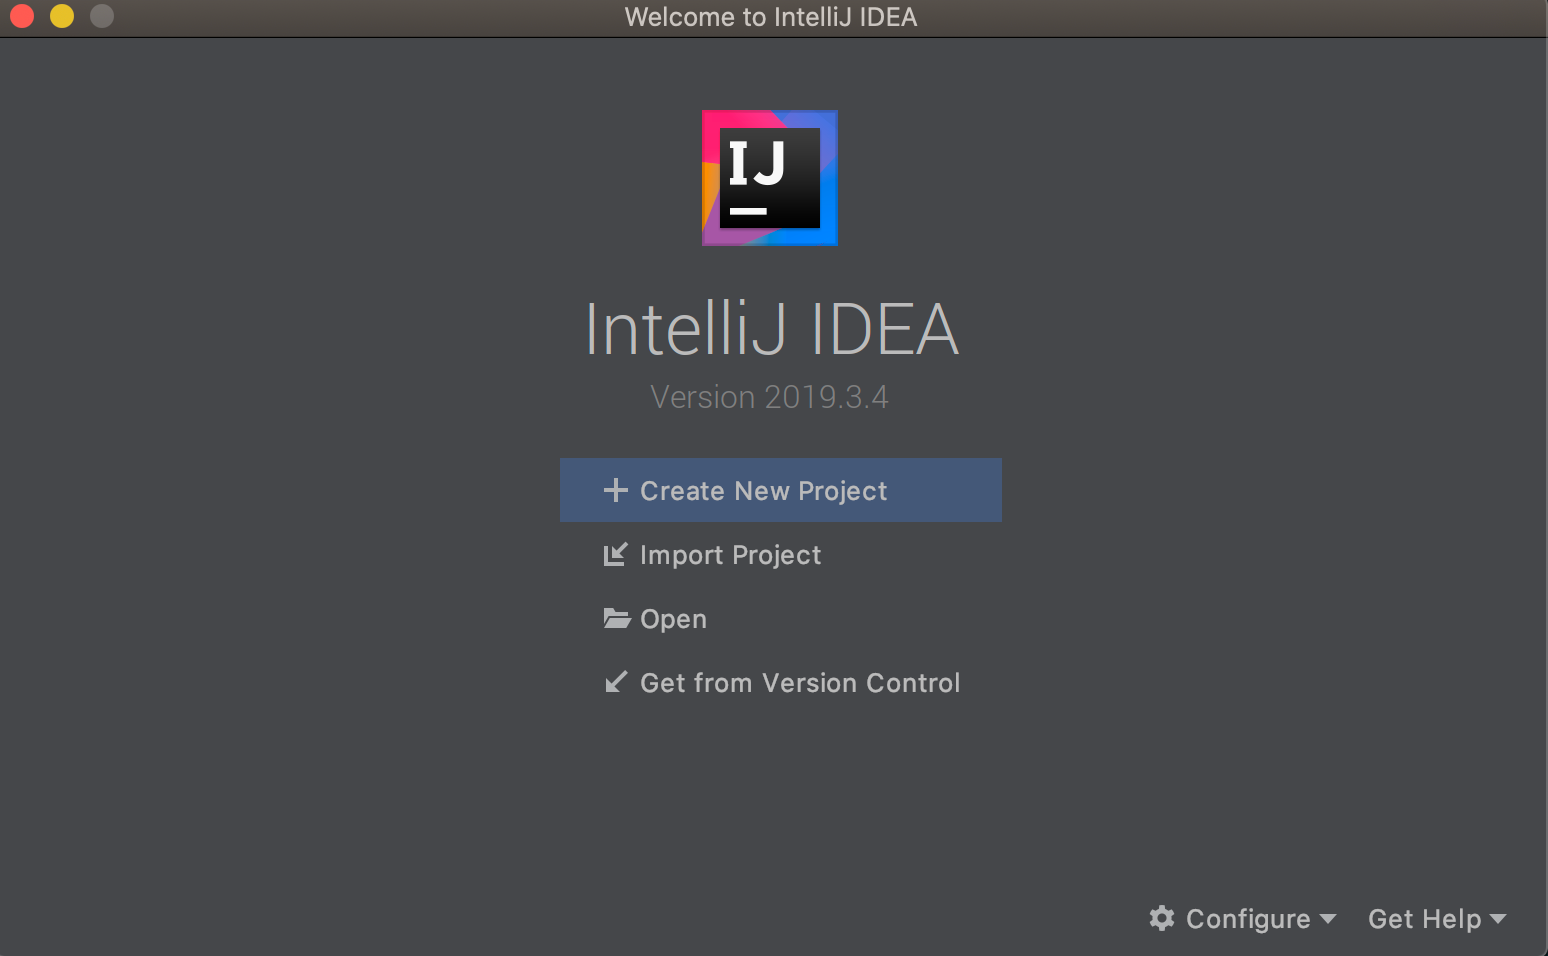 Welcome to IntelliJ IDEA
IJ
IntelliJ IDEA
Version 2019.3.4
Create New Project
Import Project
Open
Get from Version Control
Configure
Get Help